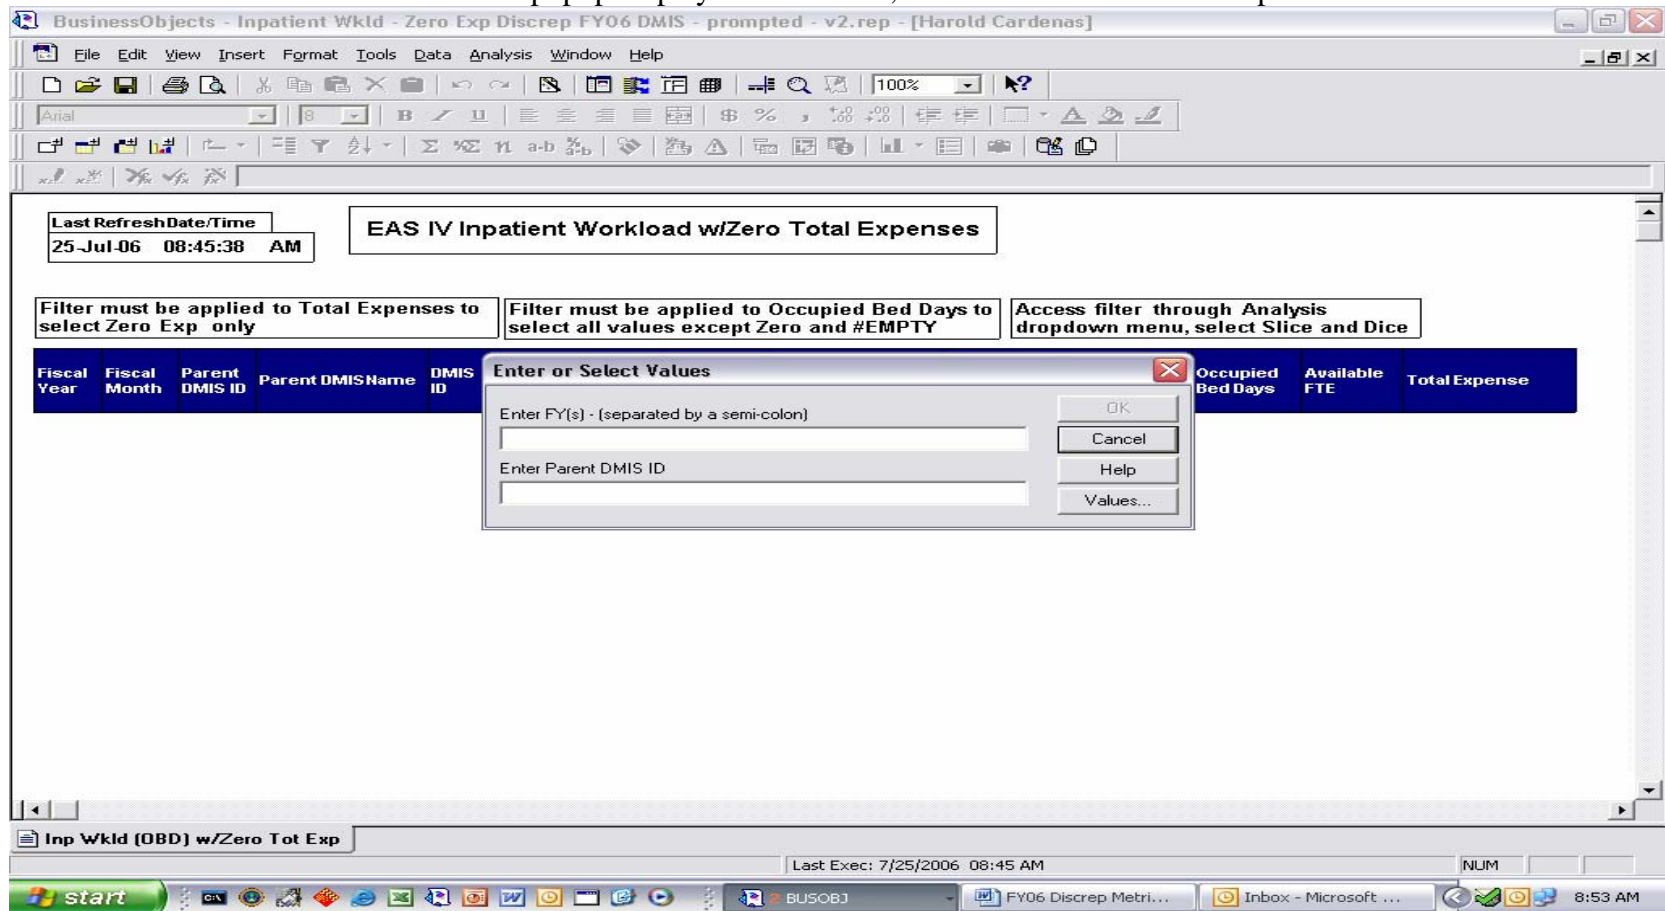 BusinessObjects - Inpatient Wkld - Zero Exp Discrep FY06 DMIS - prompted - v2.rep - [Harold Cardenas]
File Edit View Insert Format Tools Data Analysis Window Help
100%
Arial 8 B I U $ % ,
Last Refresh Date/Time
25-Jul-06 08:45:38 AM
EAS IV Inpatient Workload w/Zero Total Expenses
Filter must be applied to Total Expenses to
select Zero Exp only
Filter must be applied to Occupied Bed Days to
select all values except Zero and #EMPTY
Access filter through Analysis
dropdown menu, select Slice and Dice
Fiscal Year
Fiscal Month
Parent DMIS ID
Parent DMIS Name
DMIS ID
Occupied Bed Days
Available FTE
Total Expense
Enter or Select Values
Enter FY(s) - (separated by a semi-colon)
OK
Cancel
Enter Parent DMIS ID
Help
Values...
Inp Wkld (OBD) w/Zero Tot Exp
Last Exec: 7/25/2006 08:45 AM
NUM
start
2 BUSOBJ
FY06 Discrep Metri...
Inbox - Microsoft ...
8:53 AM